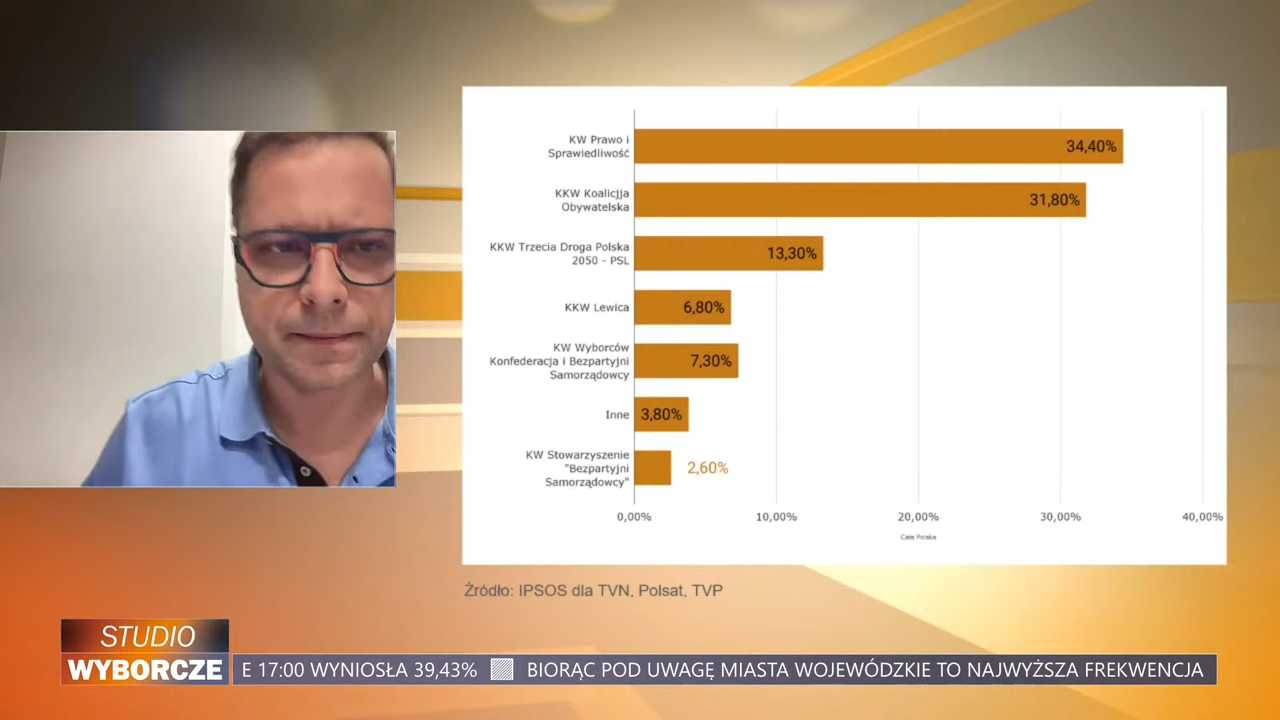 KW Prawo i
Sprawiedliwość
34,40%
KKW Koalicjja
Obywatelska
31,80%
KKW Trzecia Droga Polska
2050 - PSL
13,30%
KKW Lewica
6,80%
KW Wyborców
Konfederacja i Bezpartyjni
Samorządowcy
7,30%
Inne
3,80%
KW Stowarzyszenie
"Bezpartyjni
Samorządowcy"
2,60%
0,00%
10,00%
20,00%
30,00%
40,00%
Cała Polska
Źródło: IPSOS dla TVN, Polsat, TVP
STUDIO
WYBORCZE
E 17:00 WYNIOSŁA 39,43% BIORĄC POD UWAGĘ MIASTA WOJEWÓDZKIE TO NAJWYŻSZA FREKWENCJA